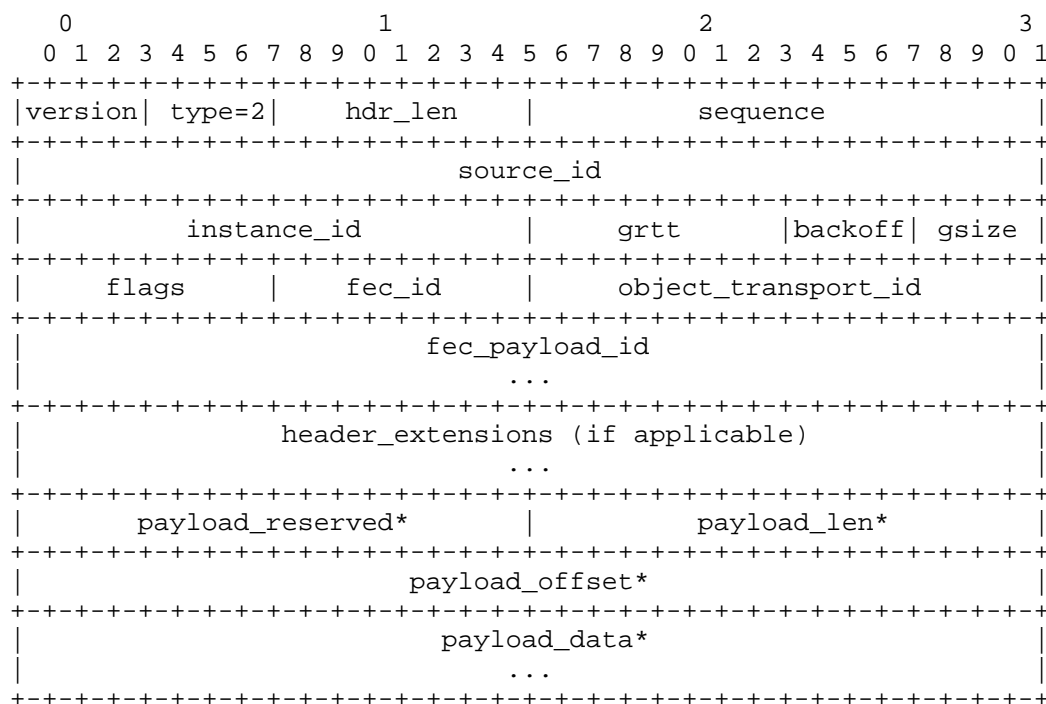 0                   1                   2                   3
0 1 2 3 4 5 6 7 8 9 0 1 2 3 4 5 6 7 8 9 0 1 2 3 4 5 6 7 8 9 0 1
+-+-+-+-+-+-+-+-+-+-+-+-+-+-+-+-+-+-+-+-+-+-+-+-+-+-+-+-+-+-+-+-+
|version| type=2| hdr_len | sequence |
+-+-+-+-+-+-+-+-+-+-+-+-+-+-+-+-+-+-+-+-+-+-+-+-+-+-+-+-+-+-+-+-+
| source_id |
+-+-+-+-+-+-+-+-+-+-+-+-+-+-+-+-+-+-+-+-+-+-+-+-+-+-+-+-+-+-+-+-+
| instance_id | grtt |backoff| gsize |
+-+-+-+-+-+-+-+-+-+-+-+-+-+-+-+-+-+-+-+-+-+-+-+-+-+-+-+-+-+-+-+-+
| flags | fec_id | object_transport_id |
+-+-+-+-+-+-+-+-+-+-+-+-+-+-+-+-+-+-+-+-+-+-+-+-+-+-+-+-+-+-+-+-+
| fec_payload_id |
| ... |
+-+-+-+-+-+-+-+-+-+-+-+-+-+-+-+-+-+-+-+-+-+-+-+-+-+-+-+-+-+-+-+-+
| header_extensions (if applicable) |
| ... |
+-+-+-+-+-+-+-+-+-+-+-+-+-+-+-+-+-+-+-+-+-+-+-+-+-+-+-+-+-+-+-+-+
| payload_reserved* | payload_len* |
+-+-+-+-+-+-+-+-+-+-+-+-+-+-+-+-+-+-+-+-+-+-+-+-+-+-+-+-+-+-+-+-+
| payload_offset* |
+-+-+-+-+-+-+-+-+-+-+-+-+-+-+-+-+-+-+-+-+-+-+-+-+-+-+-+-+-+-+-+-+
| payload_data* |
| ... |
+-+-+-+-+-+-+-+-+-+-+-+-+-+-+-+-+-+-+-+-+-+-+-+-+-+-+-+-+-+-+-+-+